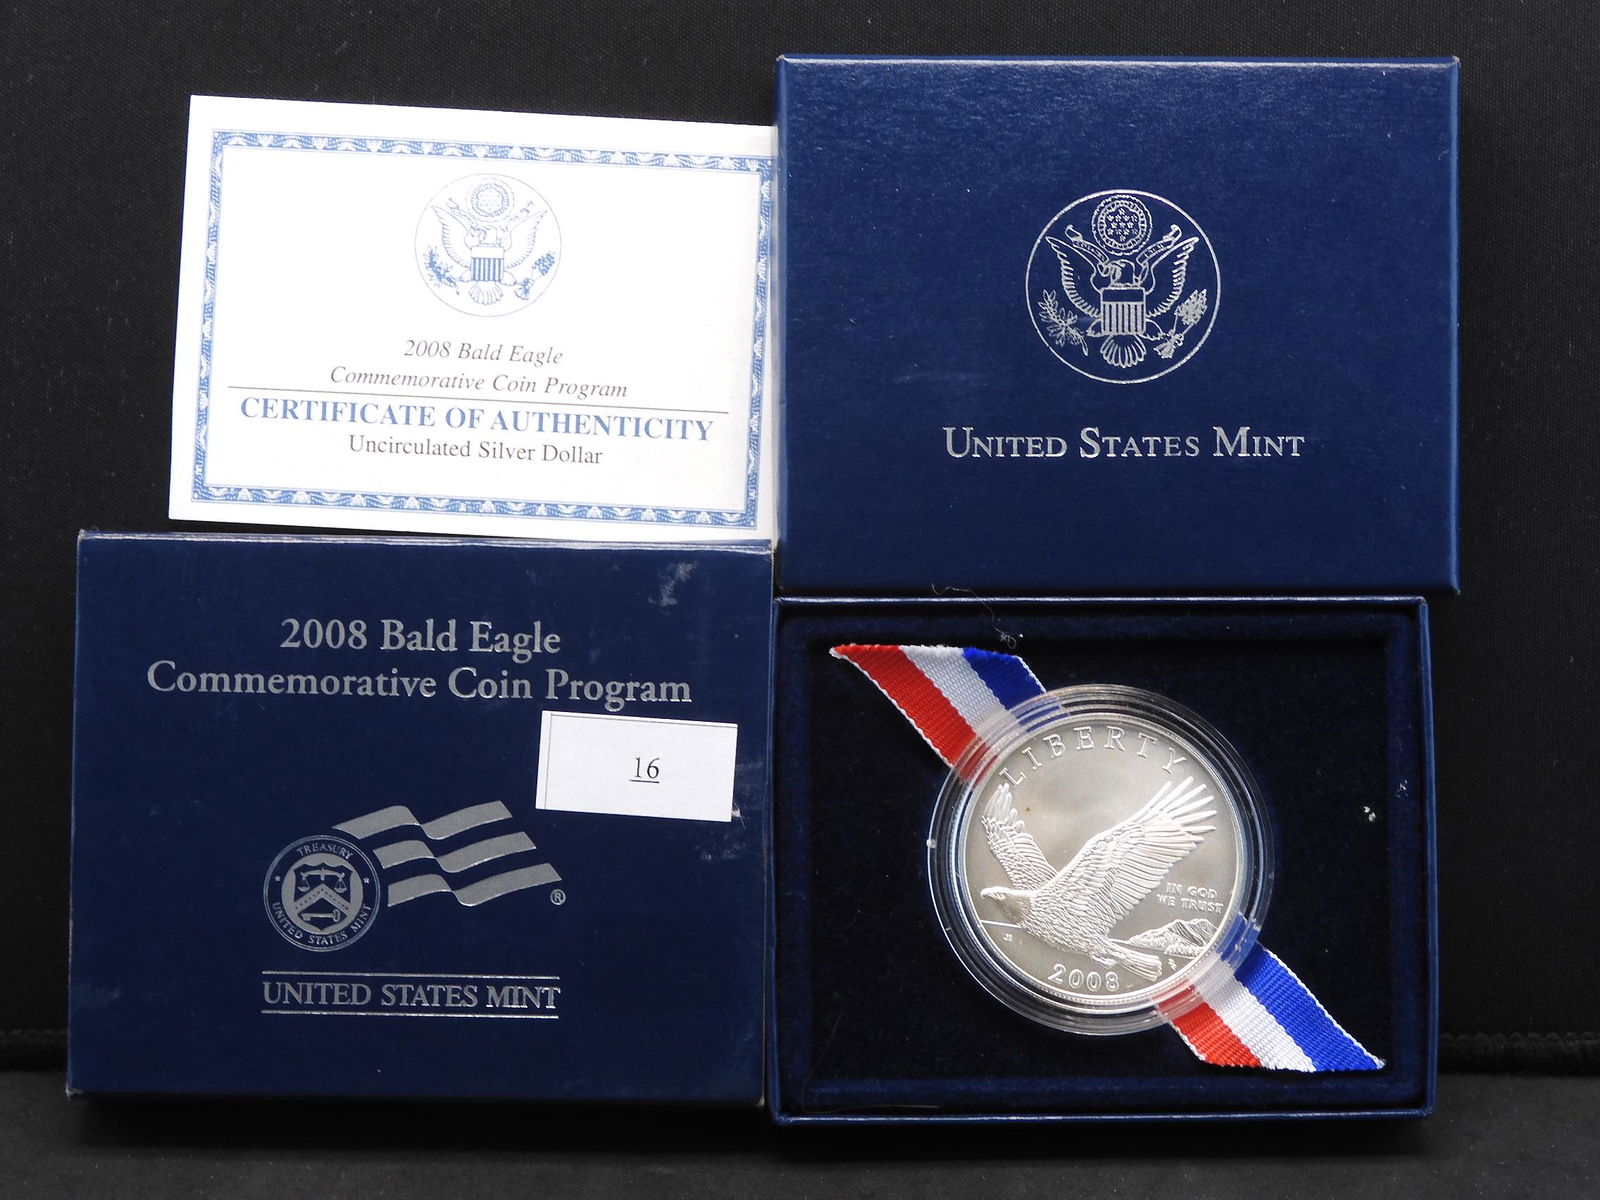 2008 Bald Eagle
Commemorative Coin Program
CERTIFICATE OF AUTHENTICITY
Uncirculated Silver Dollar
UNITED STATES MINT
2008 Bald Eagle
Commemorative Coin Program
16
TREASURY
UNITED STATES MINT
®
UNITED STATES MINT
LIBERTY
IN GOD
WE TRUST
2008